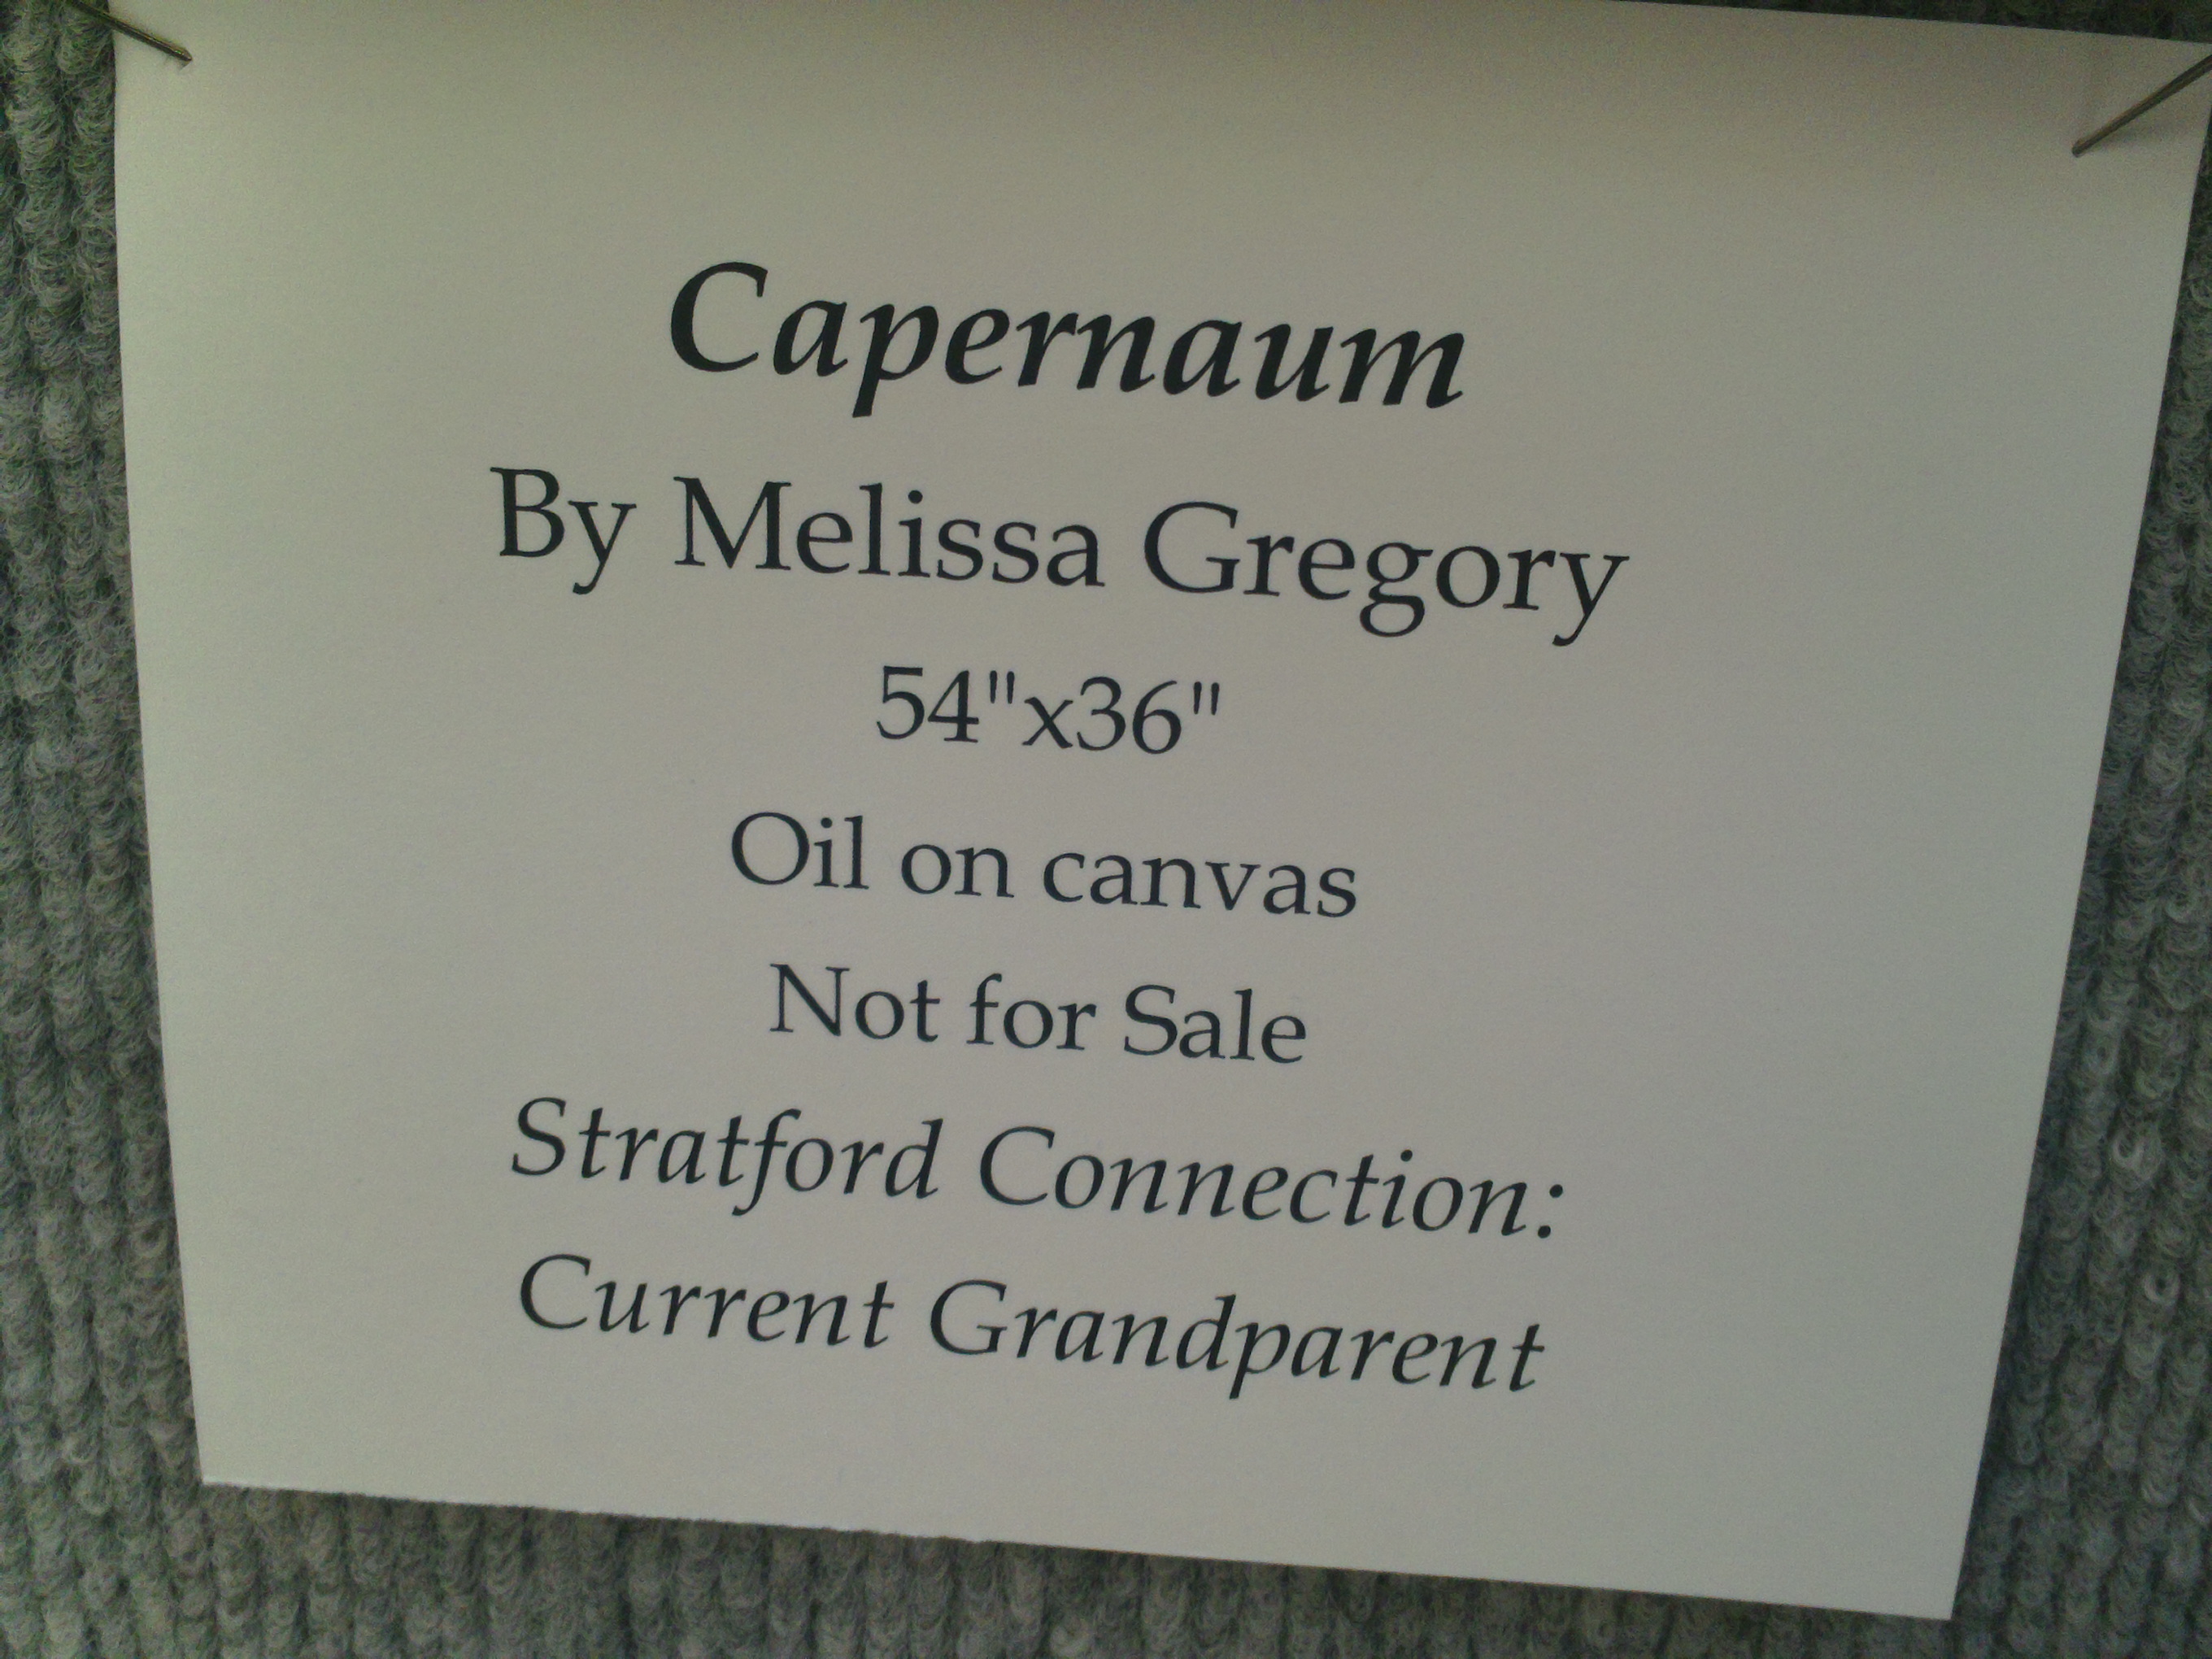 Capernaum
By Melissa Gregory
54"x36"
Oil on canvas
Not for Sale
Stratford Connection:
Current Grandparent